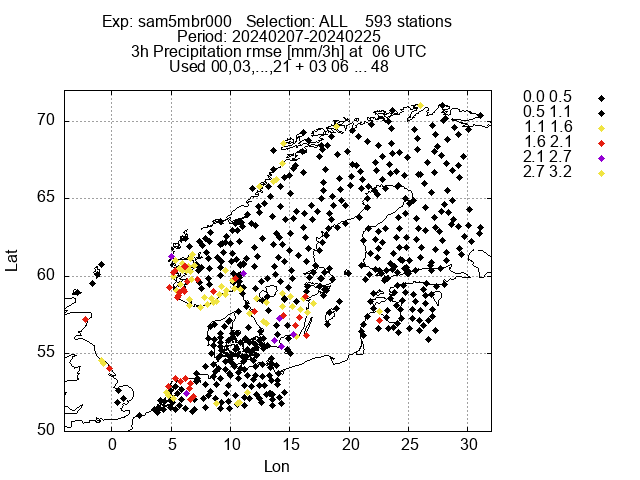 Exp: sam5mbr000 Selection: ALL 593 stations
Period: 20240207-20240225
3h Precipitation rmse [mm/3h] at 06 UTC
Used 00,03,...,21 + 03 06 ... 48
0.0 0.5
0.5 1.1
1.1 1.6
1.6 2.1
2.1 2.7
2.7 3.2
70
65
60
55
50
Lat
0 5 10 15 20 25 30
Lon